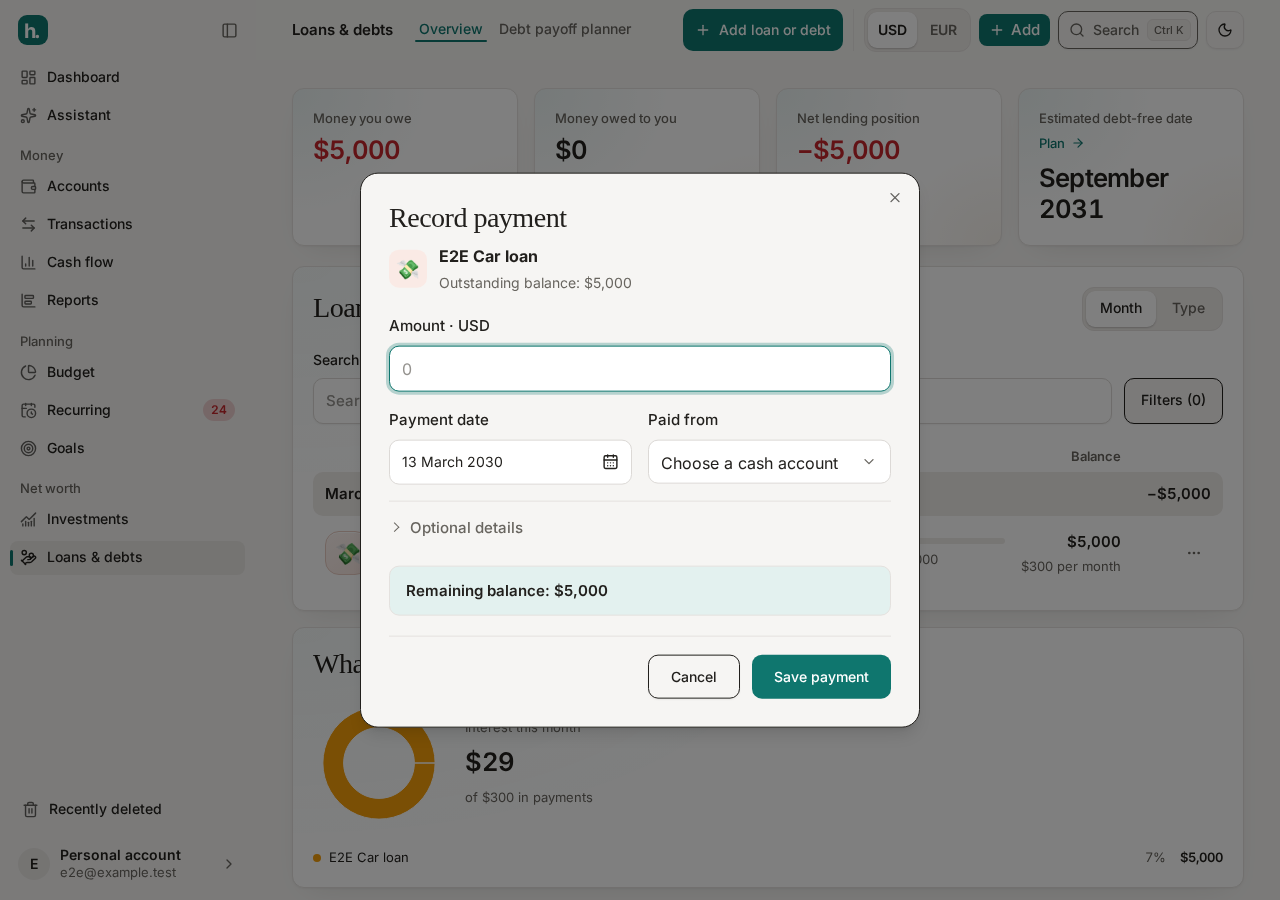 h.
Loans & debts
Overview
Debt payoff planner
Add loan or debt
USD
EUR
Add
Search
Ctrl K
Dashboard
Assistant
Money
Accounts
Transactions
Cash flow
Reports
Planning
Budget
Recurring
24
Goals
Net worth
Investments
Loans & debts
Recently deleted
E
Personal account
e2e@example.test
Money you owe
$5,000
Money owed to you
$0
Net lending position
−$5,000
Estimated debt-free date
Plan
September
2031
Month
Type
Search
Filters (0)
Balance
−$5,000
$5,000
$300 per month
Record payment
E2E Car loan
Outstanding balance: $5,000
Amount · USD
0
Payment date
Paid from
13 March 2030
Choose a cash account
Optional details
Remaining balance: $5,000
Cancel
Save payment
interest this month
$29
of $300 in payments
E2E Car loan
7%
$5,000